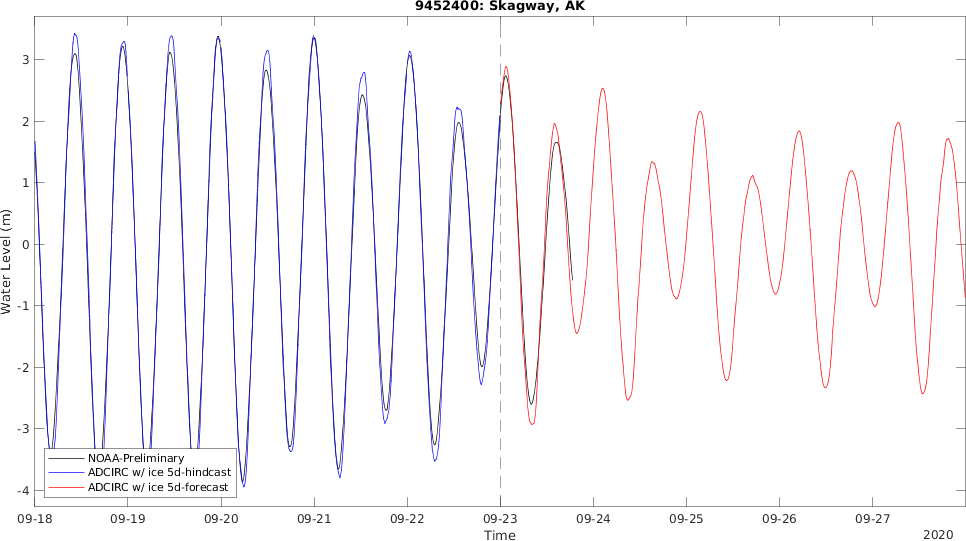 9452400: Skagway, AK
Water Level (m)
3
2
1
0
-1
-2
-3
-4
NOAA-Preliminary
ADCIRC w/ ice 5d-hindcast
ADCIRC w/ ice 5d-forecast
09-18 09-19 09-20 09-21 09-22 09-23 09-24 09-25 09-26 09-27
Time
2020